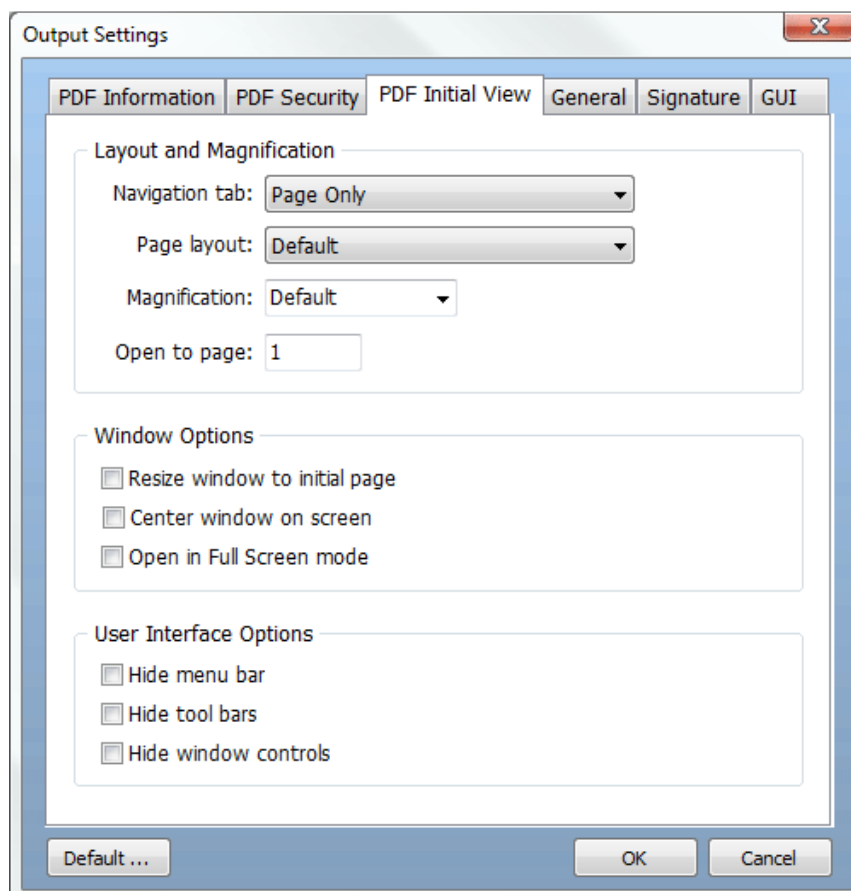 Output Settings
PDF Information PDF Security PDF Initial View General Signature GUI
Layout and Magnification
Navigation tab: Page Only
Page layout: Default
Magnification: Default
Open to page: 1
Window Options
Resize window to initial page
Center window on screen
Open in Full Screen mode
User Interface Options
Hide menu bar
Hide tool bars
Hide window controls
Default ... OK Cancel